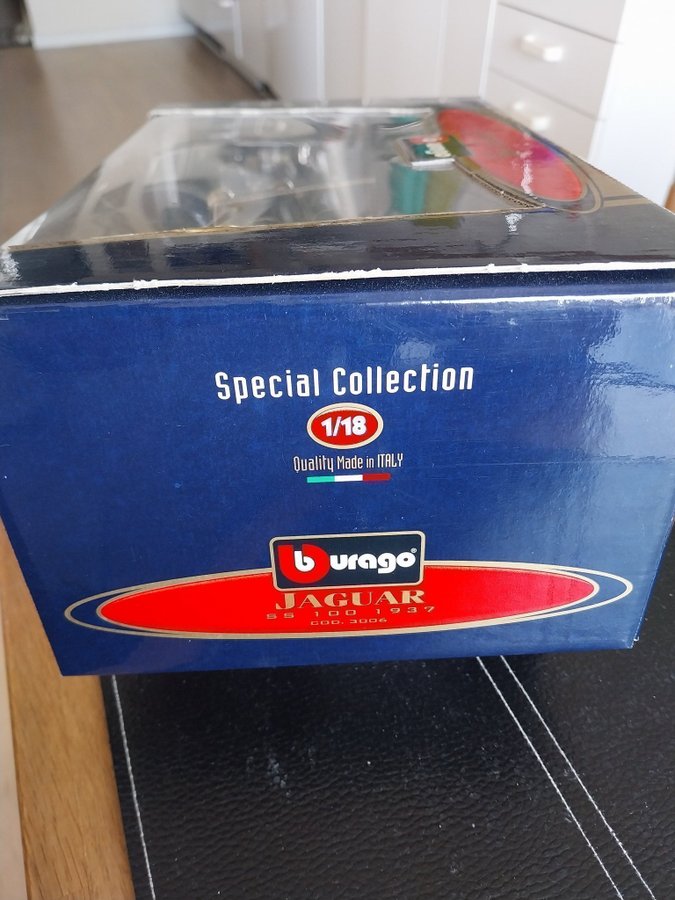 Special Collection
1/18
Quality Made in ITALY
burago®
JAGUAR
SS 100 1937
COD. 3006